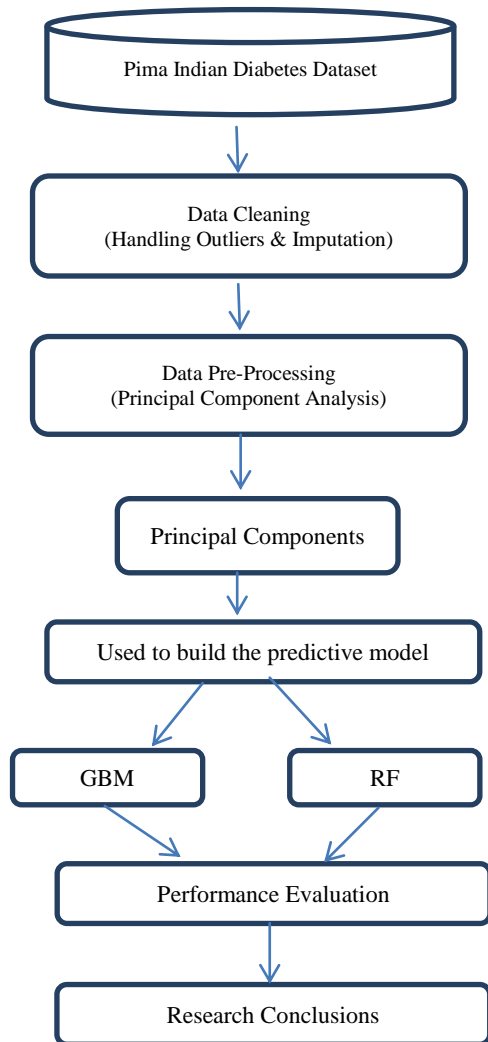 Pima Indian Diabetes Dataset
Data Cleaning
(Handling Outliers & Imputation)
Data Pre-Processing
(Principal Component Analysis)
Principal Components
Used to build the predictive model
GBM
RF
Performance Evaluation
Research Conclusions